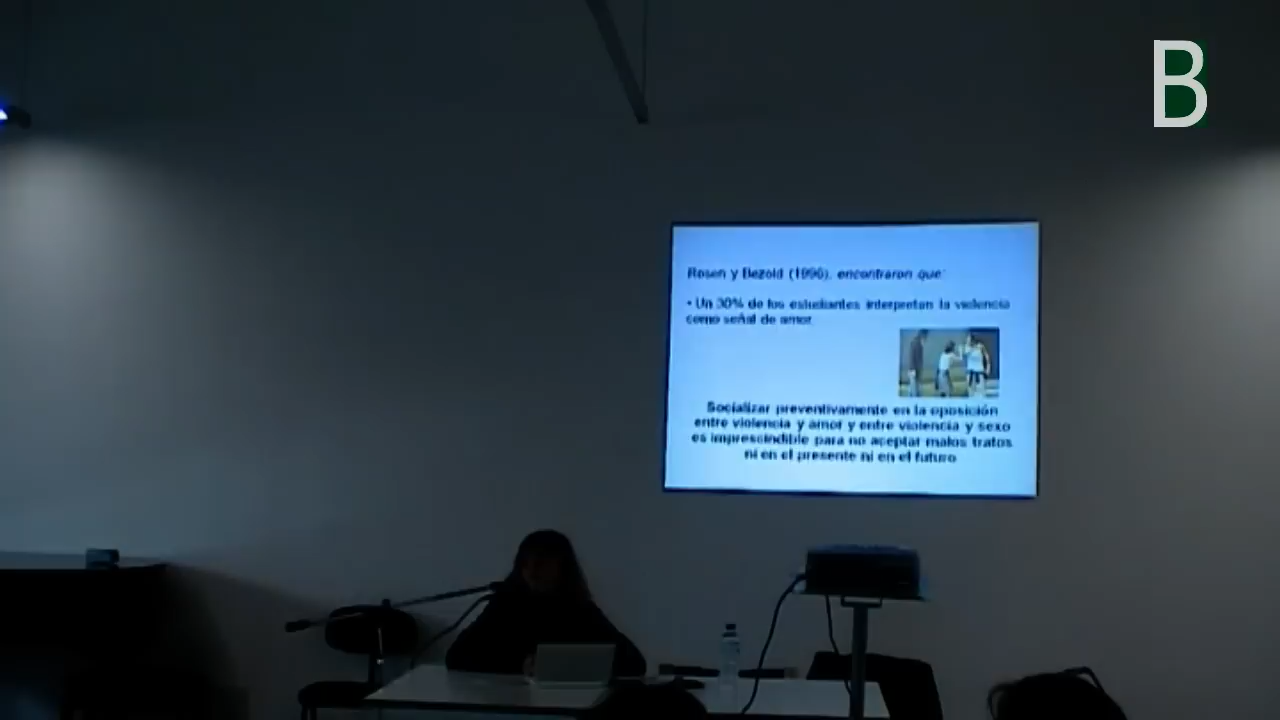 B
Rosen y Bezold (1996), encontraron que:
• Un 30% de los estudiantes interpretan la violencia
como señal de amor
Socializar preventivamente en la oposición
entre violencia y amor y entre violencia y sexo
es imprescindible para no aceptar malos tratos
ni en el presente ni en el futuro